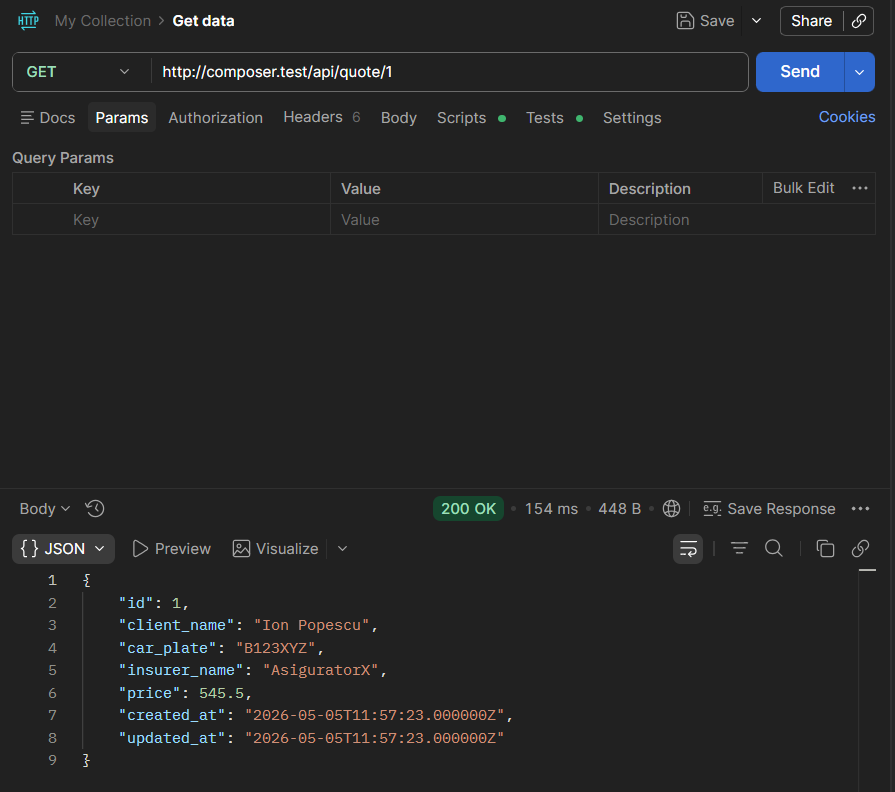 HTTP My Collection > Get data Save Share
GET http://composer.test/api/quote/1 Send
Docs Params Authorization Headers 6 Body Scripts Tests Settings Cookies
Query Params
Key Value Description Bulk Edit ...
Key Value Description
Body 200 OK • 154 ms • 448 B • e.g. Save Response ...
{} JSON Preview Visualize
1 {
2 "id": 1,
3 "client_name": "Ion Popescu",
4 "car_plate": "B123XYZ",
5 "insurer_name": "AsiguratorX",
6 "price": 545.5,
7 "created_at": "2026-05-05T11:57:23.000000Z",
8 "updated_at": "2026-05-05T11:57:23.000000Z"
9 }